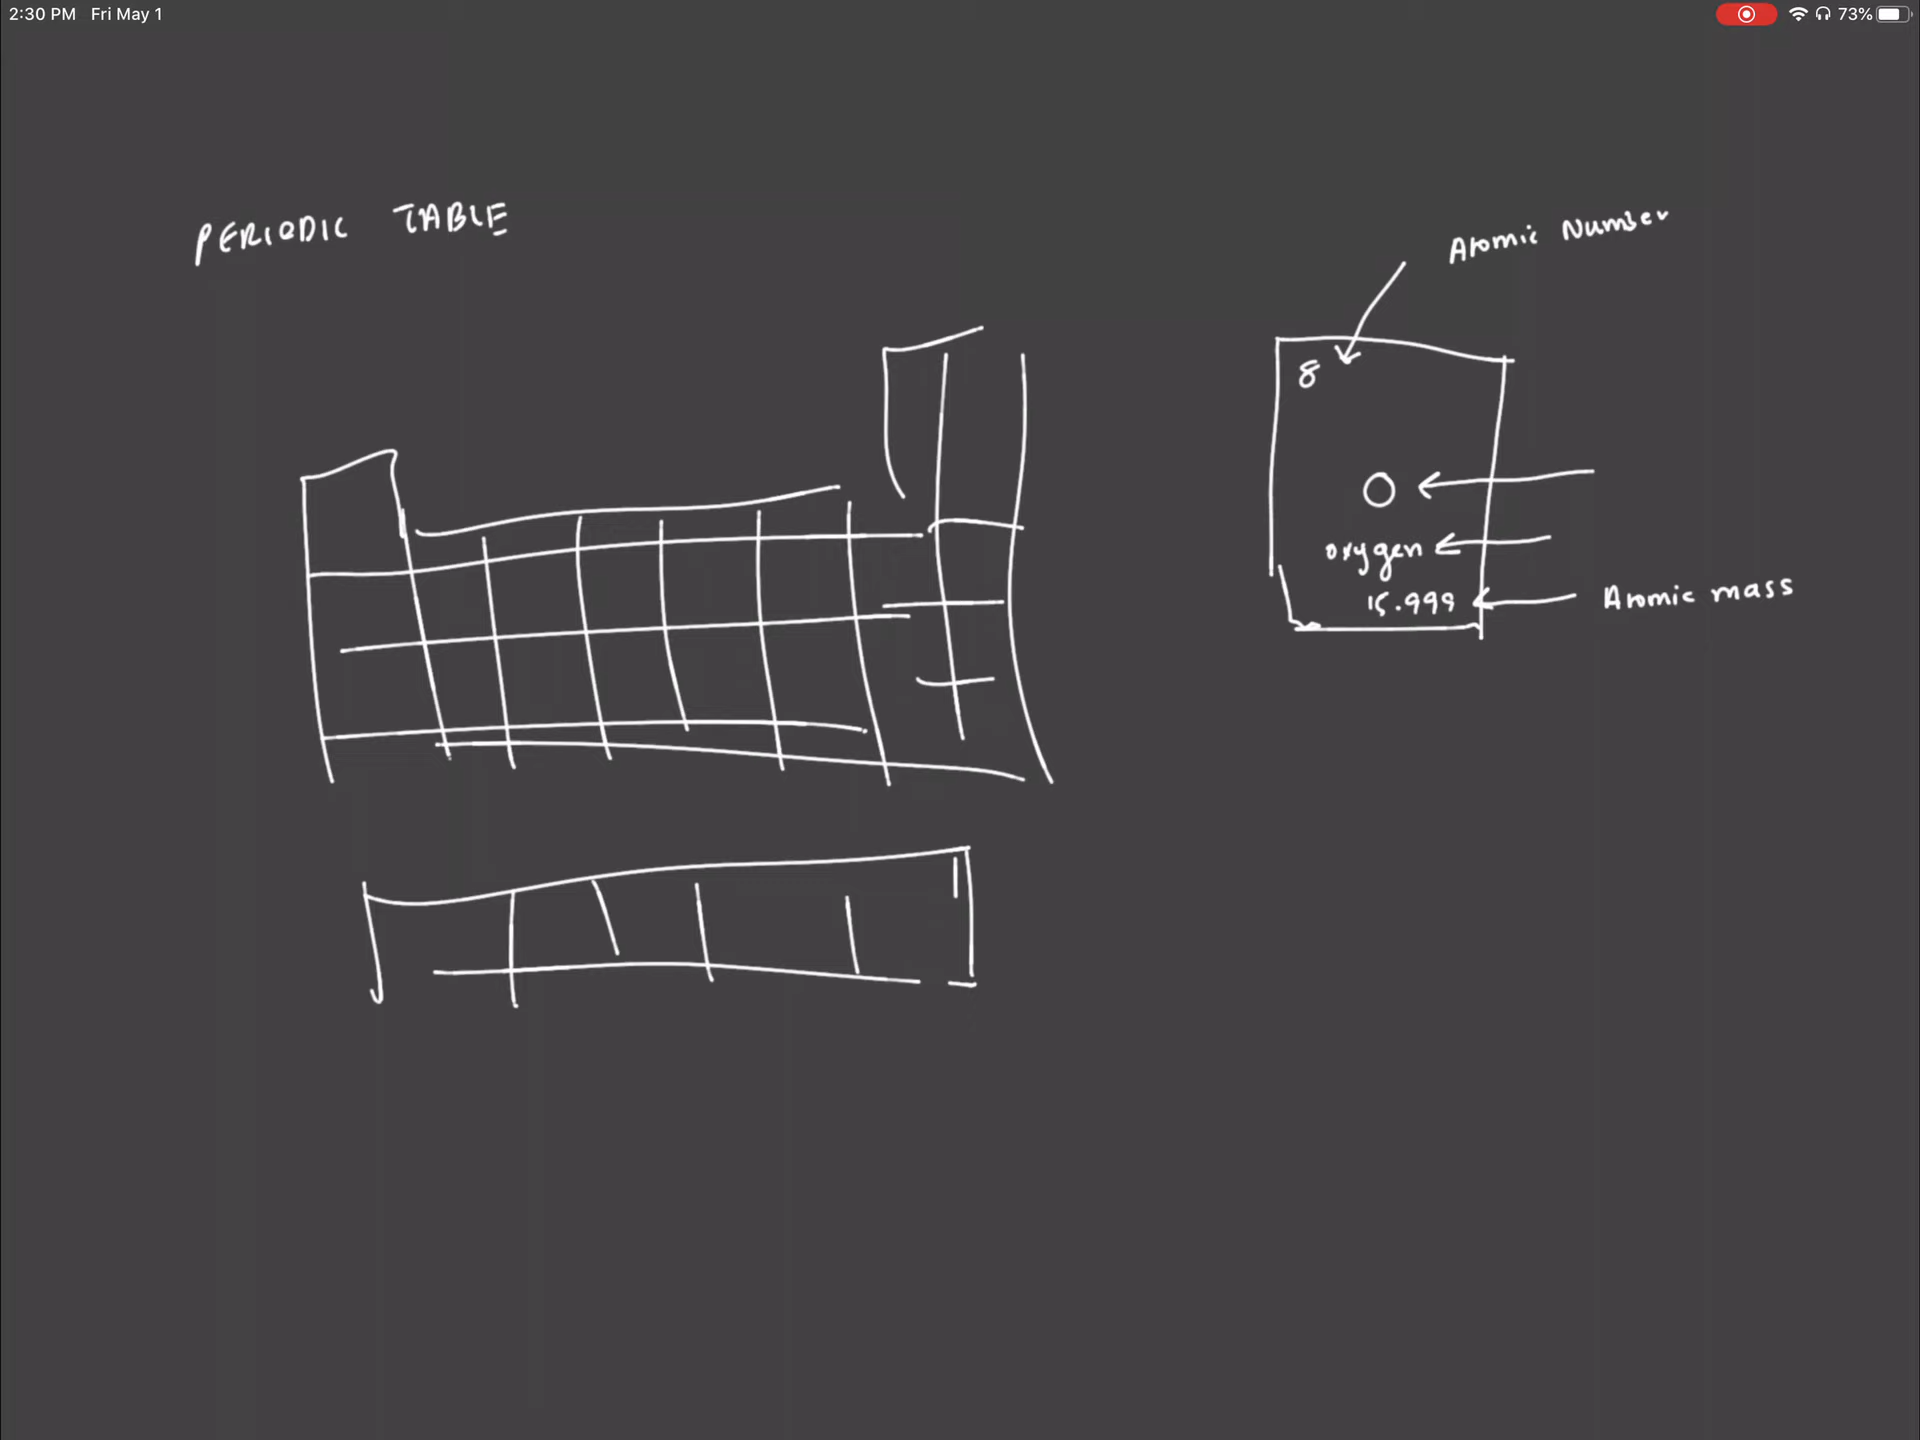 2:30 PM Fri May 1
73%
PERIODIC TABLE
Atomic Number
8
O
oxygen
15.999
Atomic mass